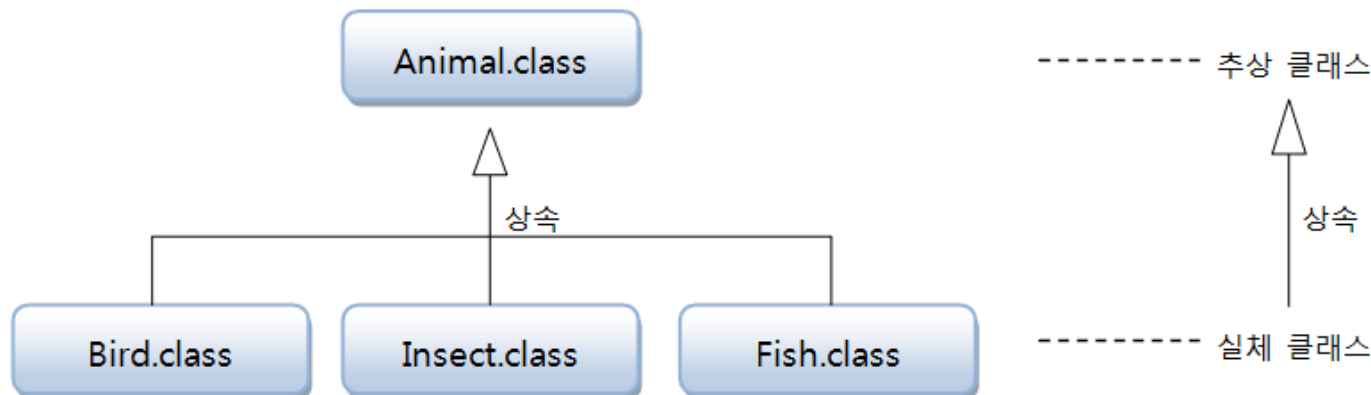 Animal.class
추상 클래스
상속
상속
Bird.class
Insect.class
Fish.class
실체 클래스